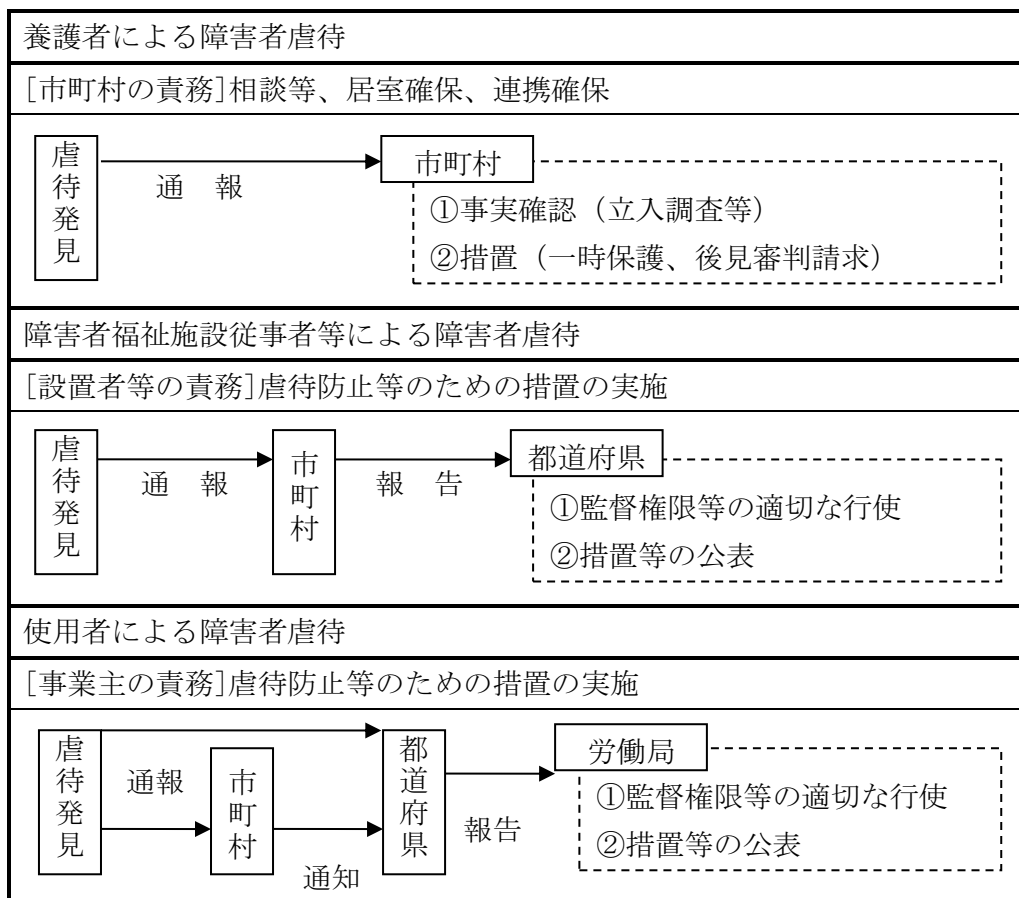 養護者による障害者虐待
[市町村の責務]相談等、居室確保、連携確保
虐待発見
通 報
市町村
①事実確認（立入調査等）
②措置（一時保護、後見審判請求）
障害者福祉施設従事者等による障害者虐待
[設置者等の責務]虐待防止等のための措置の実施
虐待発見
通 報
市町村
報 告
都道府県
①監督権限等の適切な行使
②措置等の公表
使用者による障害者虐待
[事業主の責務]虐待防止等のための措置の実施
虐待発見
通報
市町村
通知
都道府県
報告
労働局
①監督権限等の適切な行使
②措置等の公表